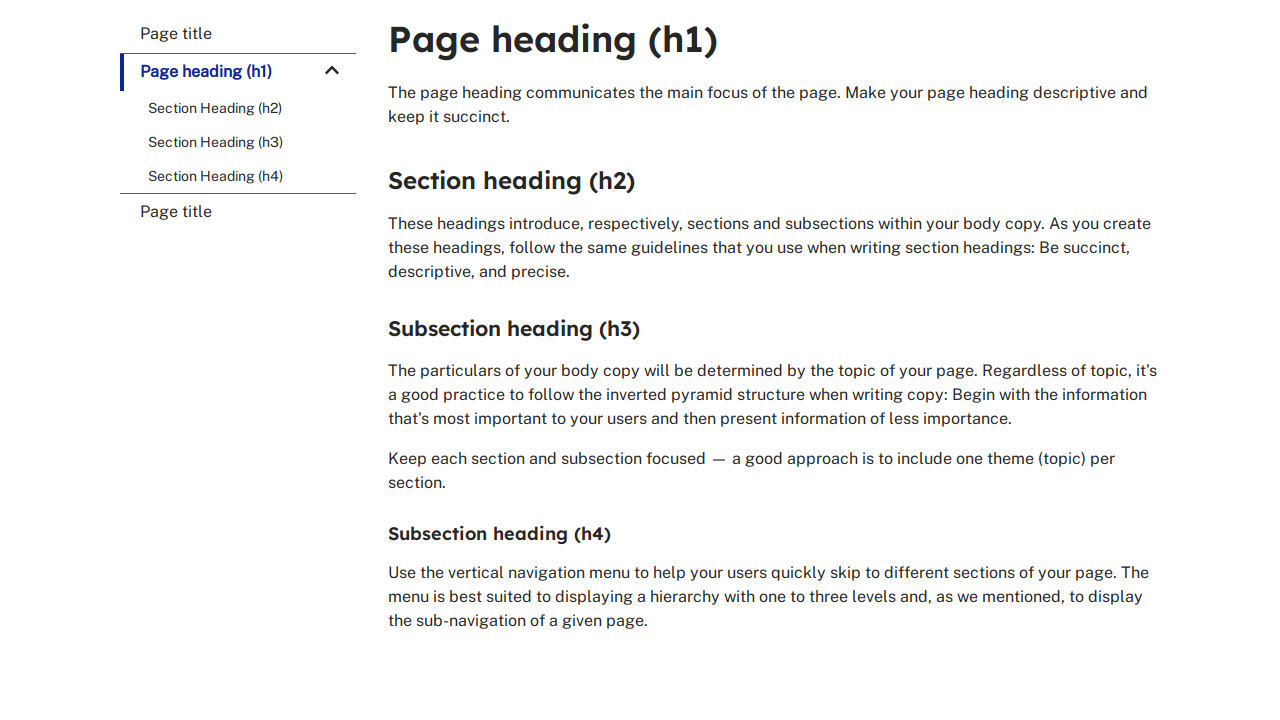 Page title
Page heading (h1)
Section Heading (h2)
Section Heading (h3)
Section Heading (h4)
Page title
Page heading (h1)
The page heading communicates the main focus of the page. Make your page heading descriptive and
keep it succinct.
Section heading (h2)
These headings introduce, respectively, sections and subsections within your body copy. As you create
these headings, follow the same guidelines that you use when writing section headings: Be succinct,
descriptive, and precise.
Subsection heading (h3)
The particulars of your body copy will be determined by the topic of your page. Regardless of topic, it’s
a good practice to follow the inverted pyramid structure when writing copy: Begin with the information
that’s most important to your users and then present information of less importance.
Keep each section and subsection focused — a good approach is to include one theme (topic) per
section.
Subsection heading (h4)
Use the vertical navigation menu to help your users quickly skip to different sections of your page. The
menu is best suited to displaying a hierarchy with one to three levels and, as we mentioned, to display
the sub-navigation of a given page.